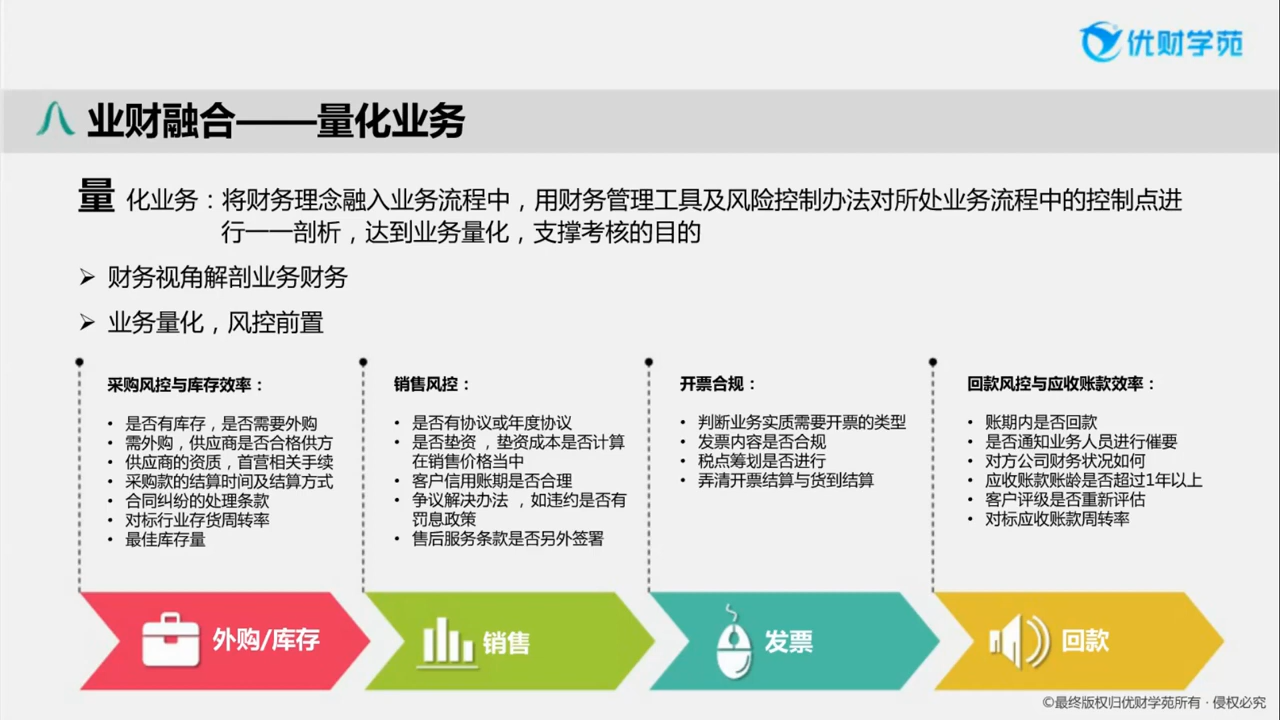 优财学苑
业财融合——量化业务
量化业务：将财务理念融入业务流程中，用财务管理工具及风险控制办法对所处业务流程中的控制点进
行一一剖析，达到业务量化，支撑考核的目的
➢ 财务视角解剖业务财务
➢ 业务量化，风控前置
采购风控与库存效率：
• 是否有库存，是否需要外购
• 需外购，供应商是否合格供方
• 供应商的资质，首营相关手续
• 采购款的结算时间及结算方式
• 合同纠纷的处理条款
• 对标行业存货周转率
• 最佳库存量
销售风控：
• 是否有协议或年度协议
• 是否垫资 ，垫资成本是否计算
在销售价格当中
• 客户信用账期是否合理
• 争议解决办法 ，如违约是否有
罚息政策
• 售后服务条款是否另外签署
开票合规：
• 判断业务实质需要开票的类型
• 发票内容是否合规
• 税点筹划是否进行
• 弄清开票结算与货到结算
回款风控与应收账款效率：
• 账期内是否回款
• 是否通知业务人员进行催要
• 对方公司财务状况如何
• 应收账款账龄是否超过1年以上
• 客户评级是否重新评估
• 对标应收账款周转率
外购/库存
销售
发票
回款
©最终版权归优财学苑所有 · 侵权必究